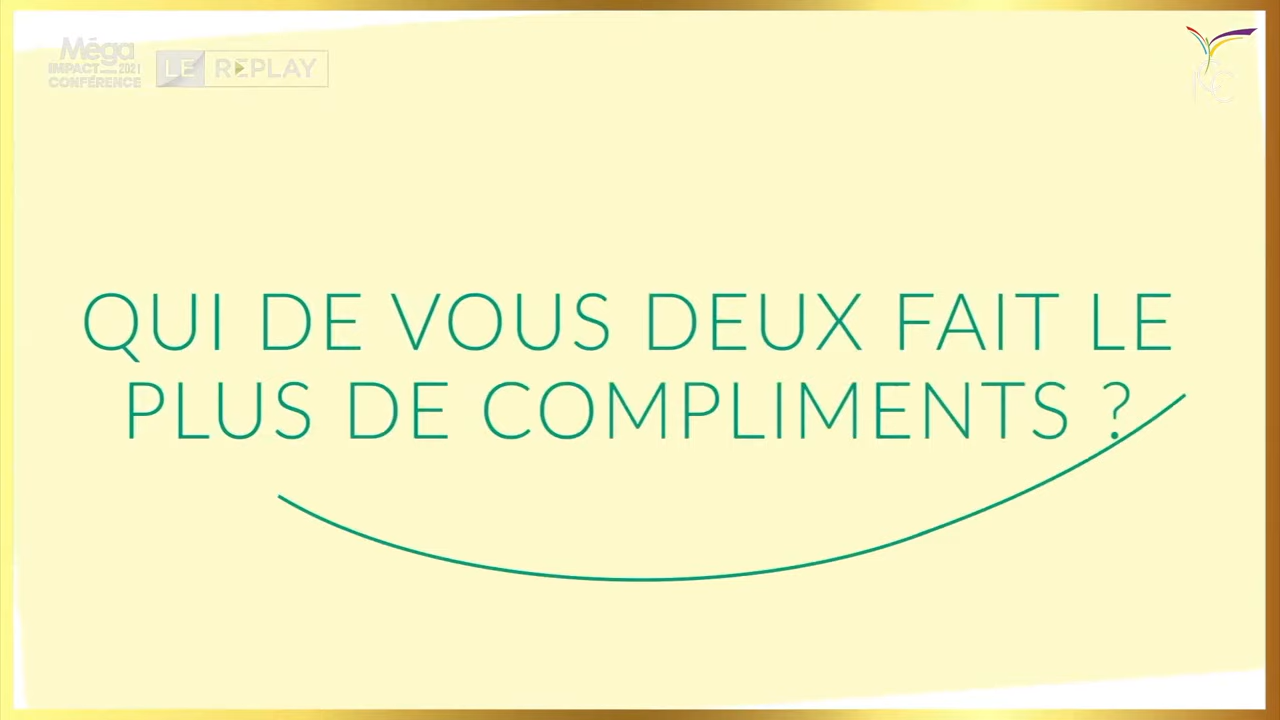 Méga
IMPACT 2021
CONFÉRENCE
LE REPLAY
QUI DE VOUS DEUX FAIT LE
PLUS DE COMPLIMENTS ?